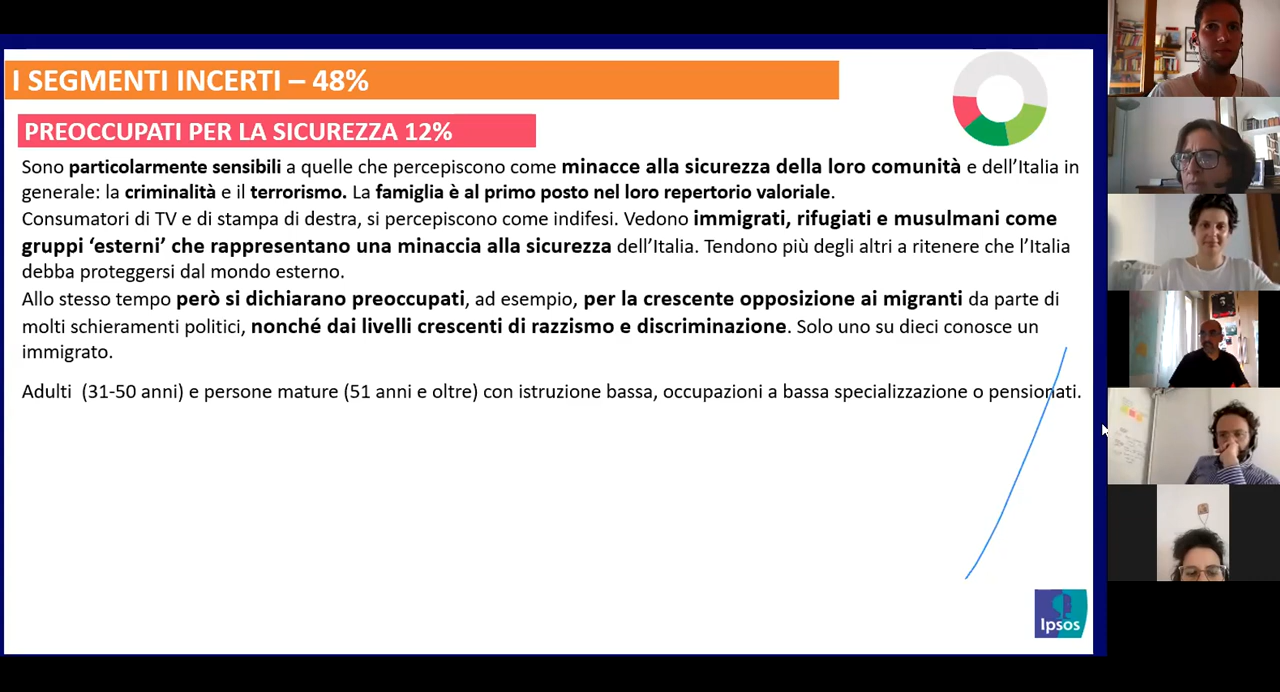 I SEGMENTI INCERTI – 48%
PREOCCUPATI PER LA SICUREZZA 12%
Sono particolarmente sensibili a quelle che percepiscono come minacce alla sicurezza della loro comunità e dell’Italia in
generale: la criminalità e il terrorismo. La famiglia è al primo posto nel loro repertorio valoriale.
Consumatori di TV e di stampa di destra, si percepiscono come indifesi. Vedono immigrati, rifugiati e musulmani come
gruppi ‘esterni’ che rappresentano una minaccia alla sicurezza dell’Italia. Tendono più degli altri a ritenere che l’Italia
debba proteggersi dal mondo esterno.
Allo stesso tempo però si dichiarano preoccupati, ad esempio, per la crescente opposizione ai migranti da parte di
molti schieramenti politici, nonché dai livelli crescenti di razzismo e discriminazione. Solo uno su dieci conosce un
immigrato.
Adulti (31-50 anni) e persone mature (51 anni e oltre) con istruzione bassa, occupazioni a bassa specializzazione o pensionati.
Ipsos